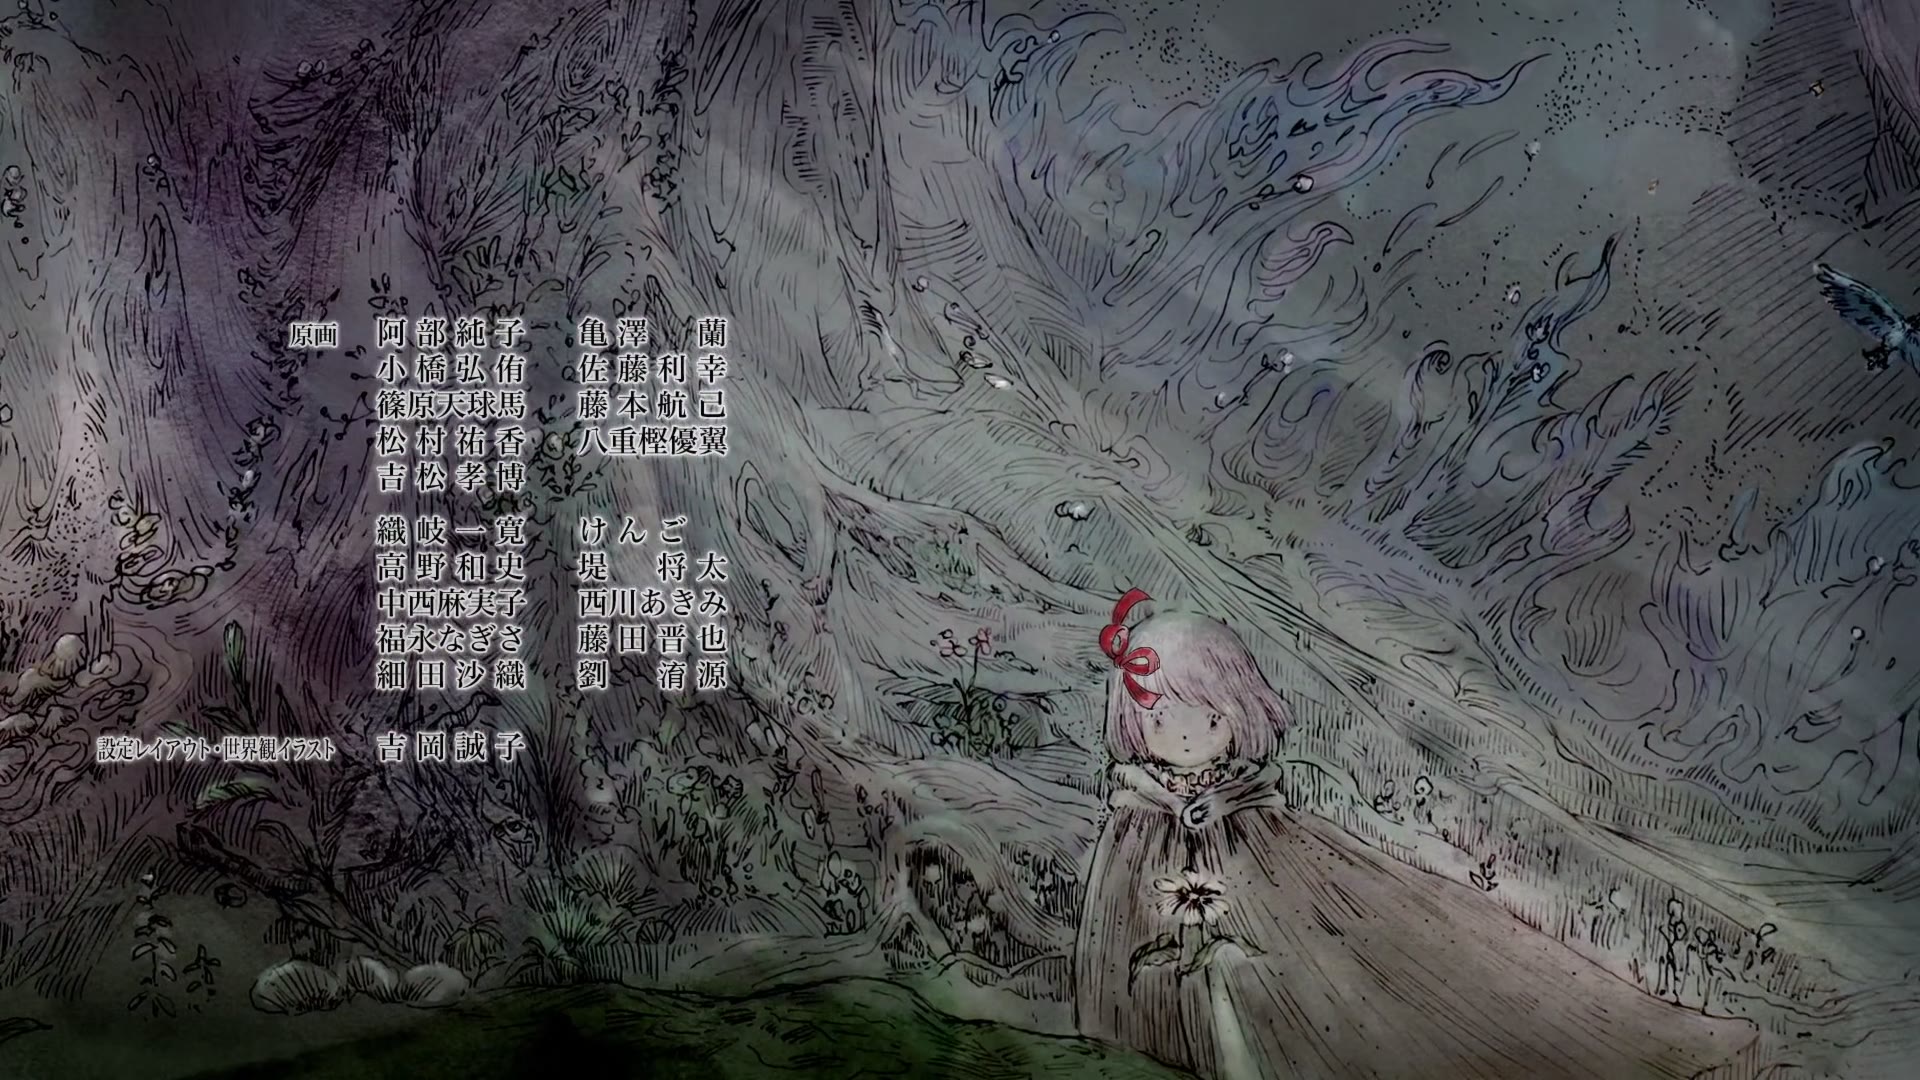 原画 阿部純子 亀澤蘭
小橋弘侑 佐藤利幸
篠原天球馬 藤本航己
松村祐香 八重樫優翼
吉松孝博
織岐一寛 けんご
高野和史 堤将太
中西麻実子 西川あきみ
福永なぎさ 藤田晋也
細田沙織 劉淯源
設定レイアウト・世界観イラスト 吉岡誠子